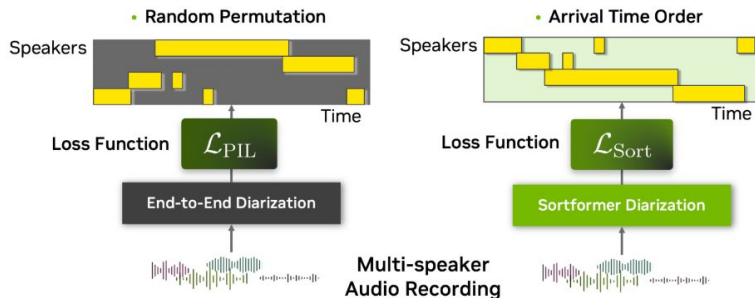 • Random Permutation
Speakers
Time
Loss Function
ℒPIL
End-to-End Diarization
• Arrival Time Order
Speakers
Time
Loss Function
ℒSort
Sortformer Diarization
Multi-speaker
Audio Recording